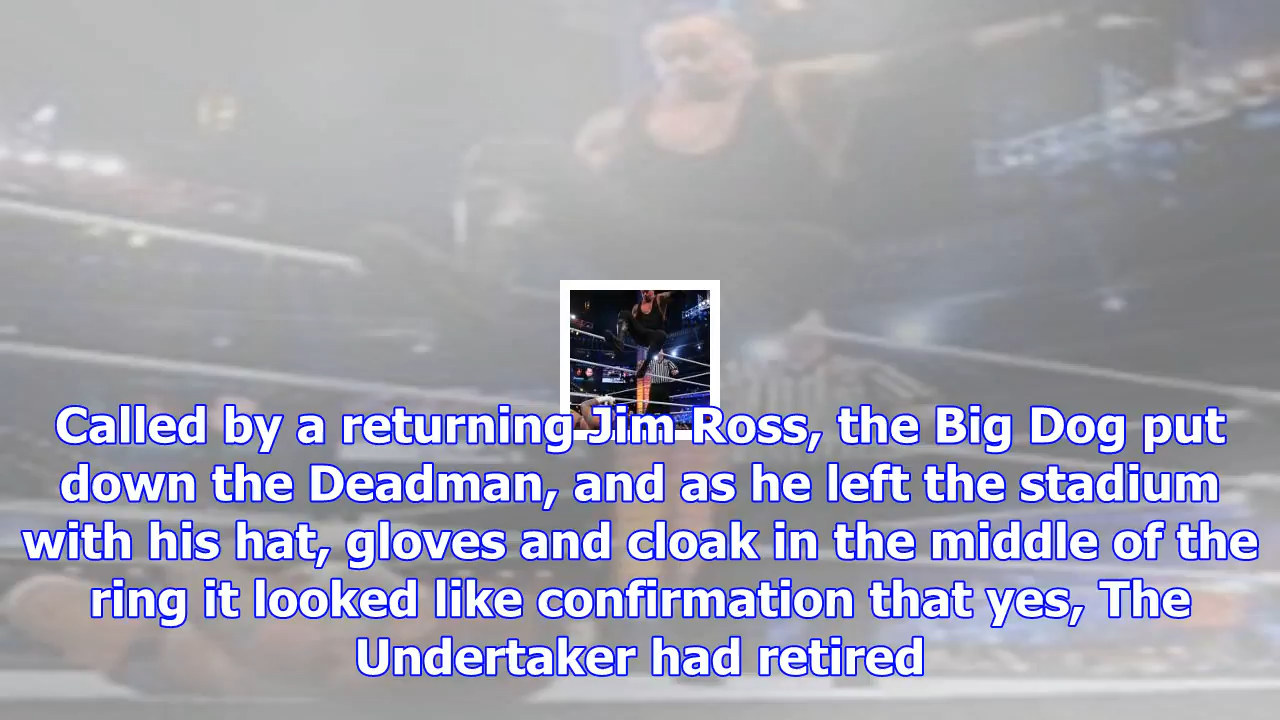 Called by a returning Jim Ross, the Big Dog put
down the Deadman, and as he left the stadium
with his hat, gloves and cloak in the middle of the
ring it looked like confirmation that yes, The
Undertaker had retired